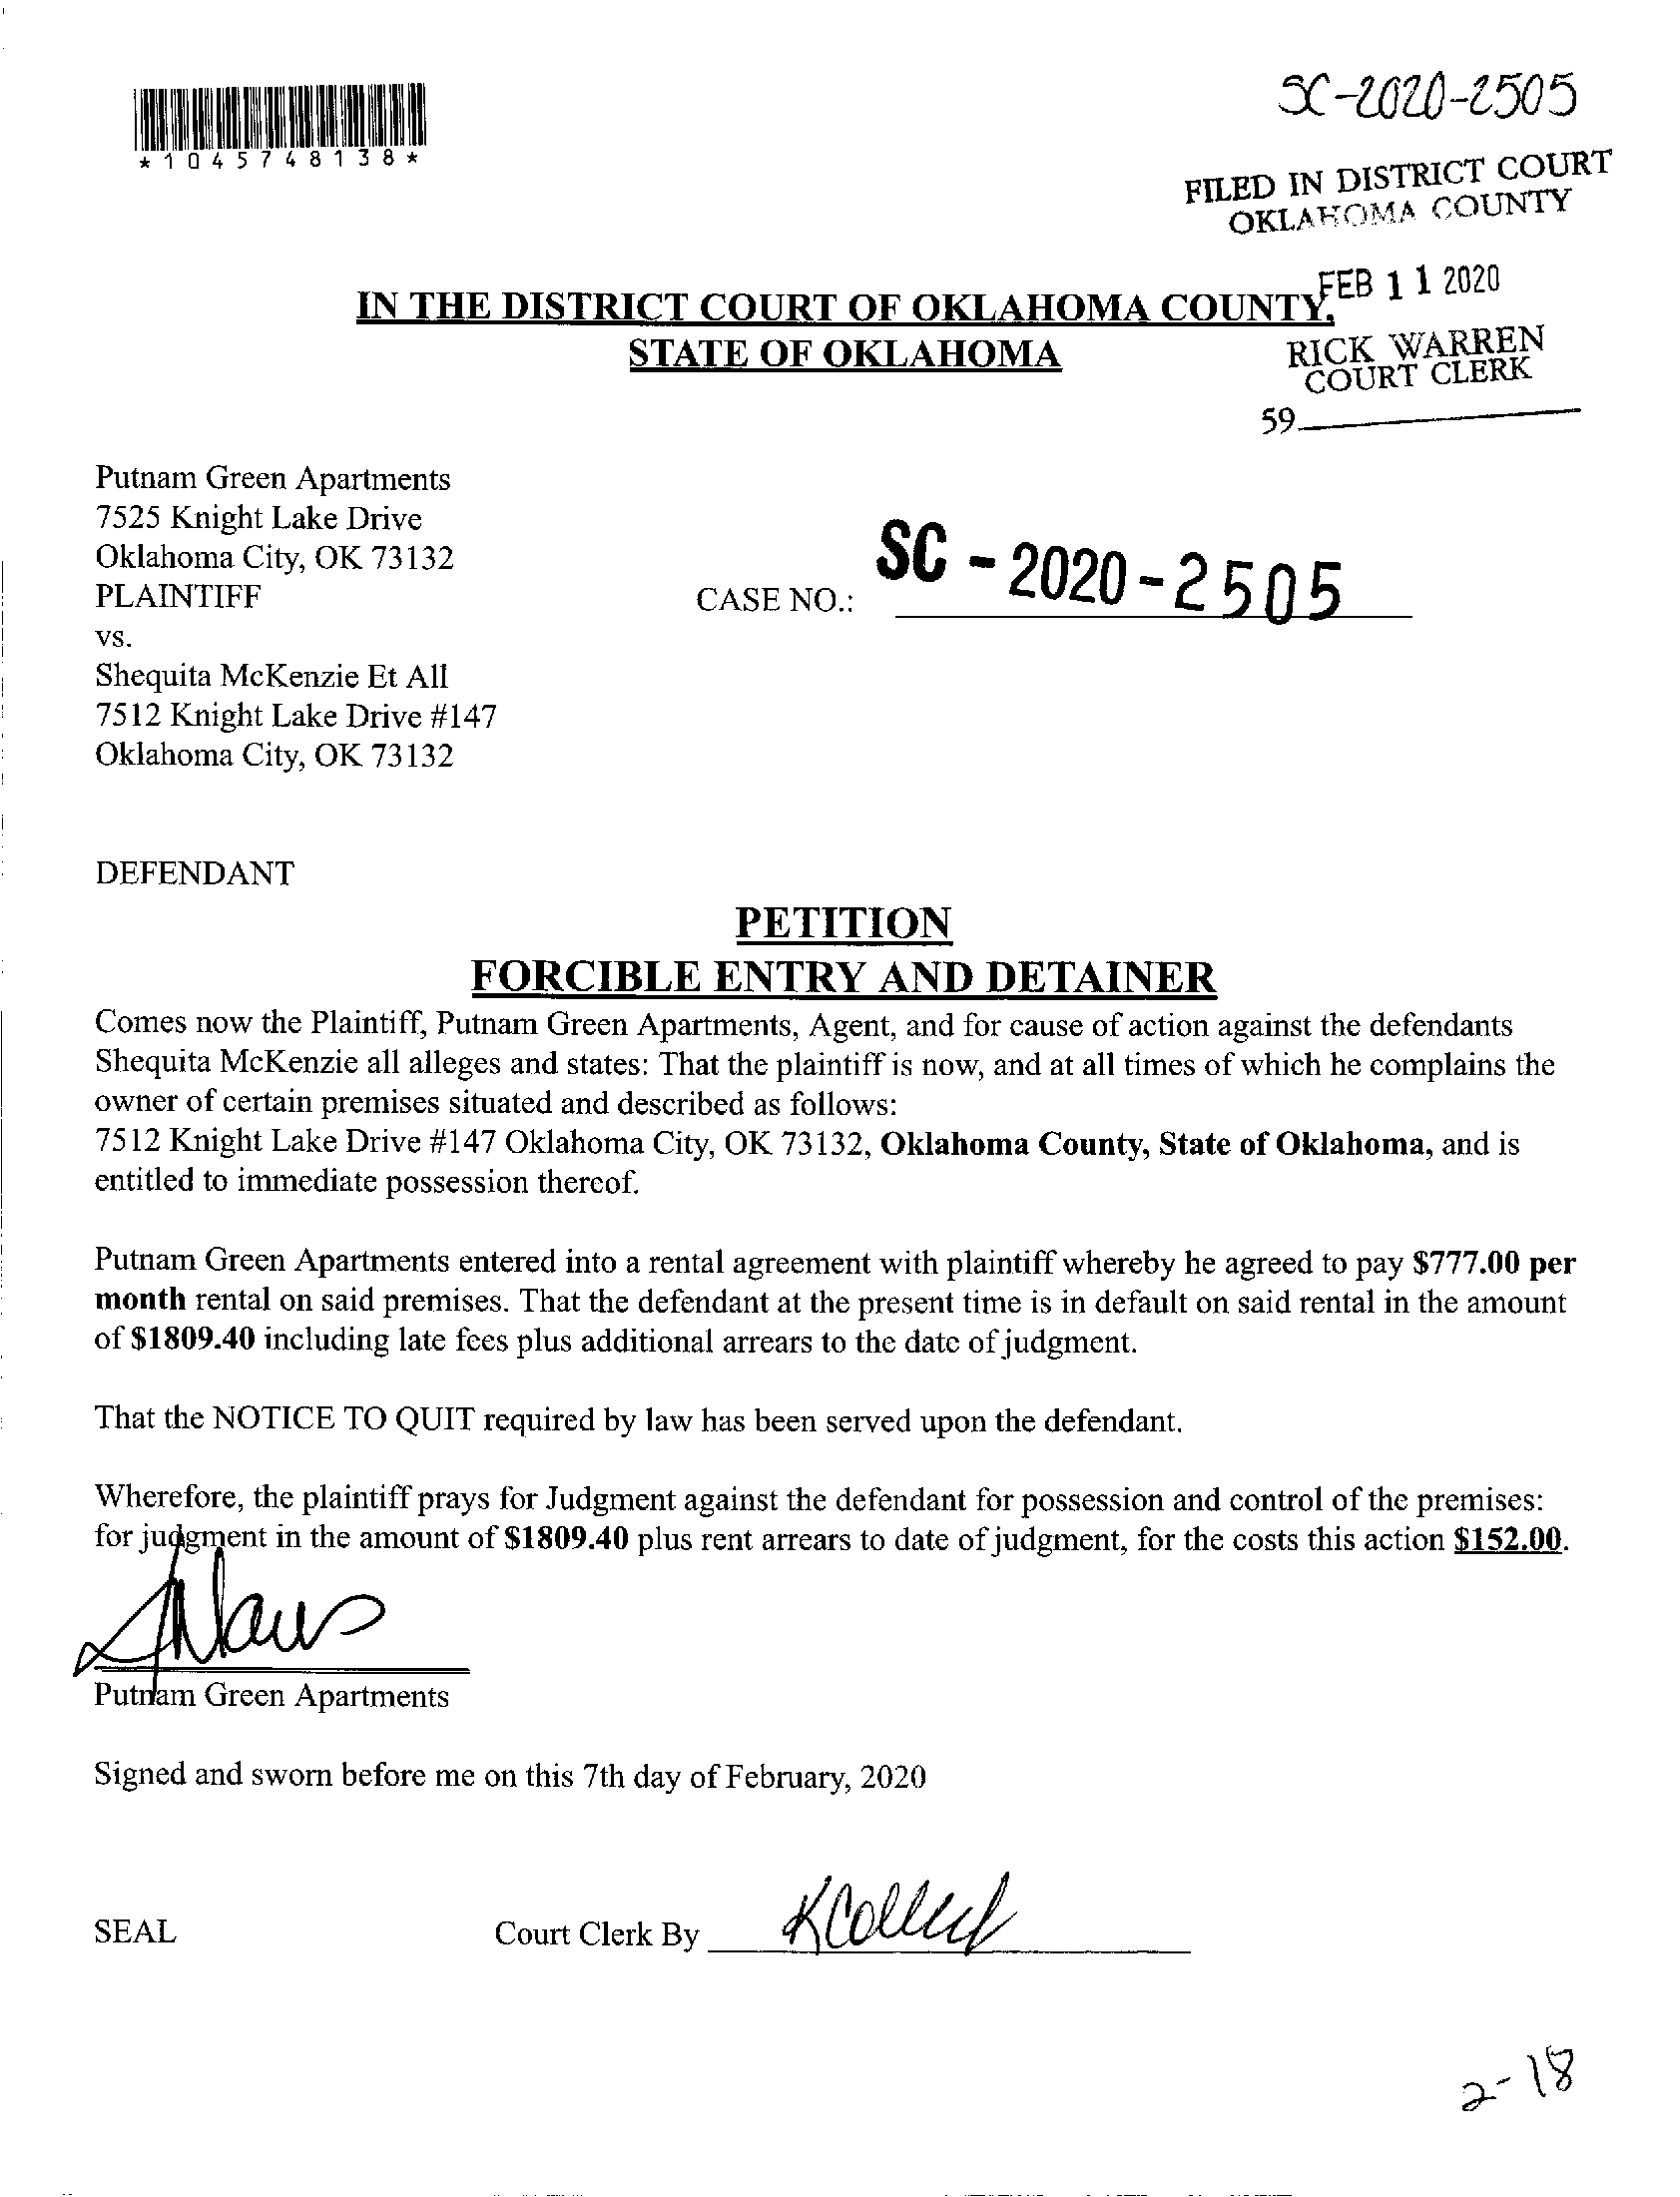 *1045748138*
SC-2020-2505
FILED IN DISTRICT COURT
OKLAHOMA COUNTY
FEB 11 2020
IN THE DISTRICT COURT OF OKLAHOMA COUNTY,
STATE OF OKLAHOMA
RICK WARREN
COURT CLERK
59
Putnam Green Apartments
7525 Knight Lake Drive
Oklahoma City, OK 73132
PLAINTIFF
CASE NO.: SC - 2020 - 2505
vs.
Shequita McKenzie Et All
7512 Knight Lake Drive #147
Oklahoma City, OK 73132
DEFENDANT
PETITION
FORCIBLE ENTRY AND DETAINER
Comes now the Plaintiff, Putnam Green Apartments, Agent, and for cause of action against the defendants
Shequita McKenzie all alleges and states: That the plaintiff is now, and at all times of which he complains the
owner of certain premises situated and described as follows:
7512 Knight Lake Drive #147 Oklahoma City, OK 73132, Oklahoma County, State of Oklahoma, and is
entitled to immediate possession thereof.
Putnam Green Apartments entered into a rental agreement with plaintiff whereby he agreed to pay $777.00 per
month rental on said premises. That the defendant at the present time is in default on said rental in the amount
of $1809.40 including late fees plus additional arrears to the date of judgment.
That the NOTICE TO QUIT required by law has been served upon the defendant.
Wherefore, the plaintiff prays for Judgment against the defendant for possession and control of the premises:
for judgment in the amount of $1809.40 plus rent arrears to date of judgment, for the costs this action $152.00.
Putnam Green Apartments
Signed and sworn before me on this 7th day of February, 2020
SEAL
Court Clerk By
2-18